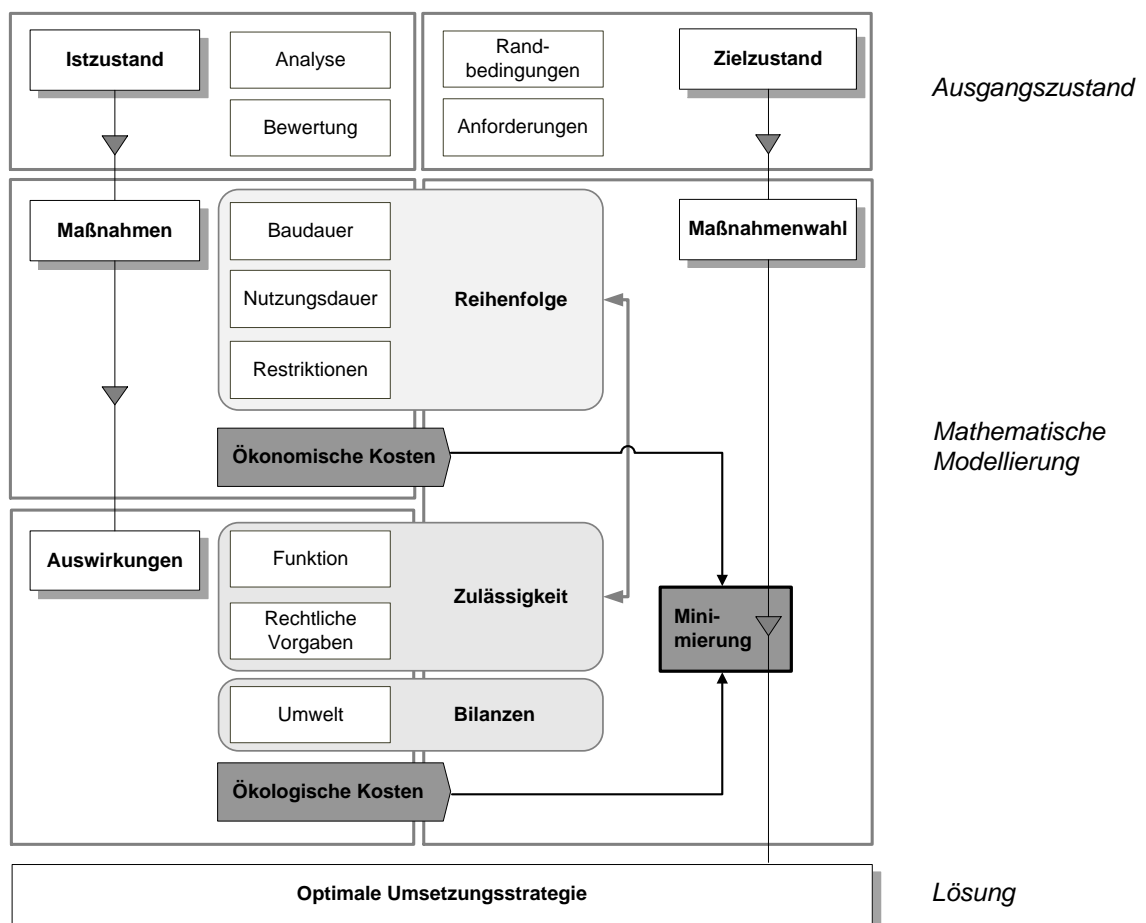 Istzustand
Analyse
Bewertung
Rand-
bedingungen
Anforderungen
Zielzustand
Ausgangszustand
Maßnahmen
Baudauer
Nutzungsdauer
Restriktionen
Reihenfolge
Maßnahmenwahl
Ökonomische Kosten
Mathematische
Modellierung
Auswirkungen
Funktion
Rechtliche
Vorgaben
Zulässigkeit
Mini-
mierung
Umwelt
Bilanzen
Ökologische Kosten
Optimale Umsetzungsstrategie
Lösung